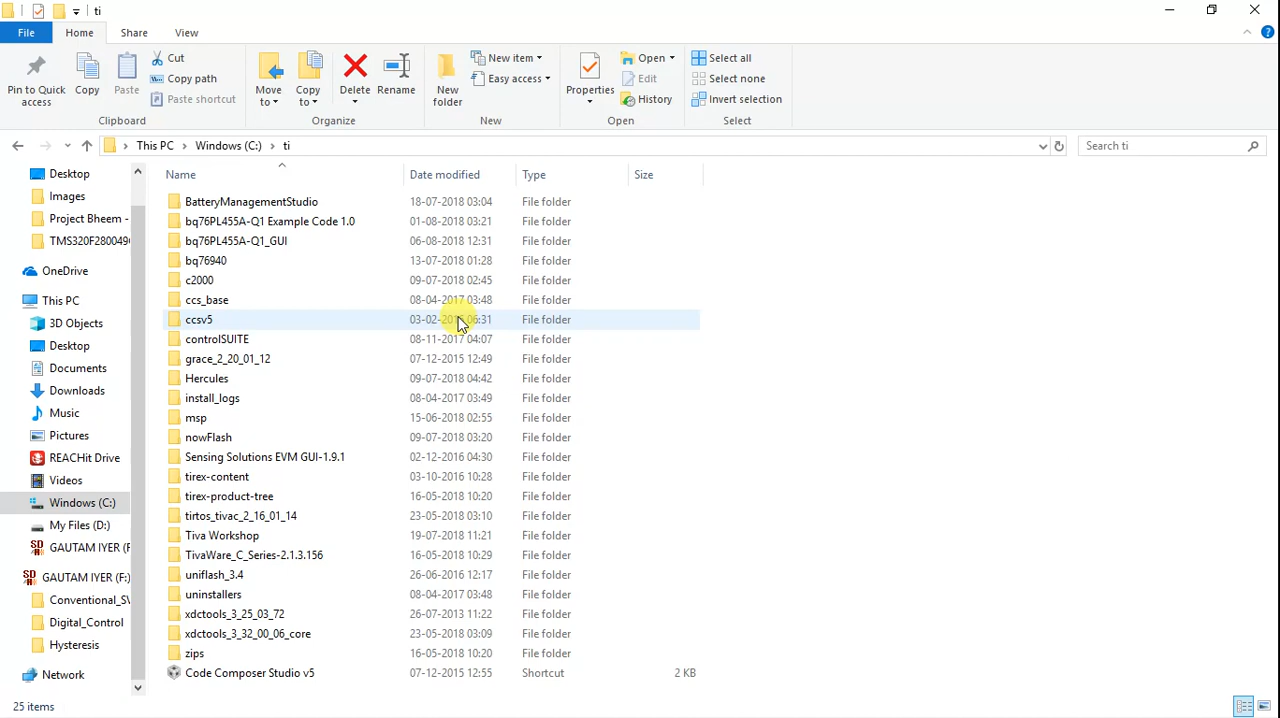 ti
File Home Share View
Pin to Quick access
Copy
Paste
Cut
Copy path
Paste shortcut
Clipboard
Move to
Copy to
Delete
Rename
Organize
New folder
New item
Easy access
New
Properties
Open
Edit
History
Open
Select all
Select none
Invert selection
Select
This PC > Windows (C:) > ti
Search ti
Desktop
Images
Project Bheem -
TMS320F280049C
OneDrive
This PC
3D Objects
Desktop
Documents
Downloads
Music
Pictures
REACHit Drive
Videos
Windows (C:)
My Files (D:)
GAUTAM IYER (F
GAUTAM IYER (F:)
Conventional_SV
Digital_Control
Hysteresis
Network
Name Date modified Type Size
BatteryManagementStudio 18-07-2018 03:04 File folder
bq76PL455A-Q1 Example Code 1.0 01-08-2018 03:21 File folder
bq76PL455A-Q1_GUI 06-08-2018 12:31 File folder
bq76940 13-07-2018 01:28 File folder
c2000 09-07-2018 02:45 File folder
ccs_base 08-04-2017 03:48 File folder
ccsv5 03-02-2016 06:31 File folder
controlSUITE 08-11-2017 04:07 File folder
grace_2_20_01_12 07-12-2015 12:49 File folder
Hercules 09-07-2018 04:42 File folder
install_logs 08-04-2017 03:49 File folder
msp 15-06-2018 02:55 File folder
nowFlash 09-07-2018 03:20 File folder
Sensing Solutions EVM GUI-1.9.1 02-12-2016 04:30 File folder
tirex-content 03-10-2016 10:28 File folder
tirex-product-tree 16-05-2018 10:20 File folder
tirtos_tivac_2_16_01_14 23-05-2018 03:10 File folder
Tiva Workshop 19-07-2018 11:21 File folder
TivaWare_C_Series-2.1.3.156 16-05-2018 10:29 File folder
uniflash_3.4 26-06-2016 12:17 File folder
uninstallers 08-04-2017 03:48 File folder
xdctools_3_25_03_72 26-07-2013 11:22 File folder
xdctools_3_32_00_06_core 23-05-2018 03:09 File folder
zips 16-05-2018 10:20 File folder
Code Composer Studio v5 07-12-2015 12:55 Shortcut 2 KB
25 items